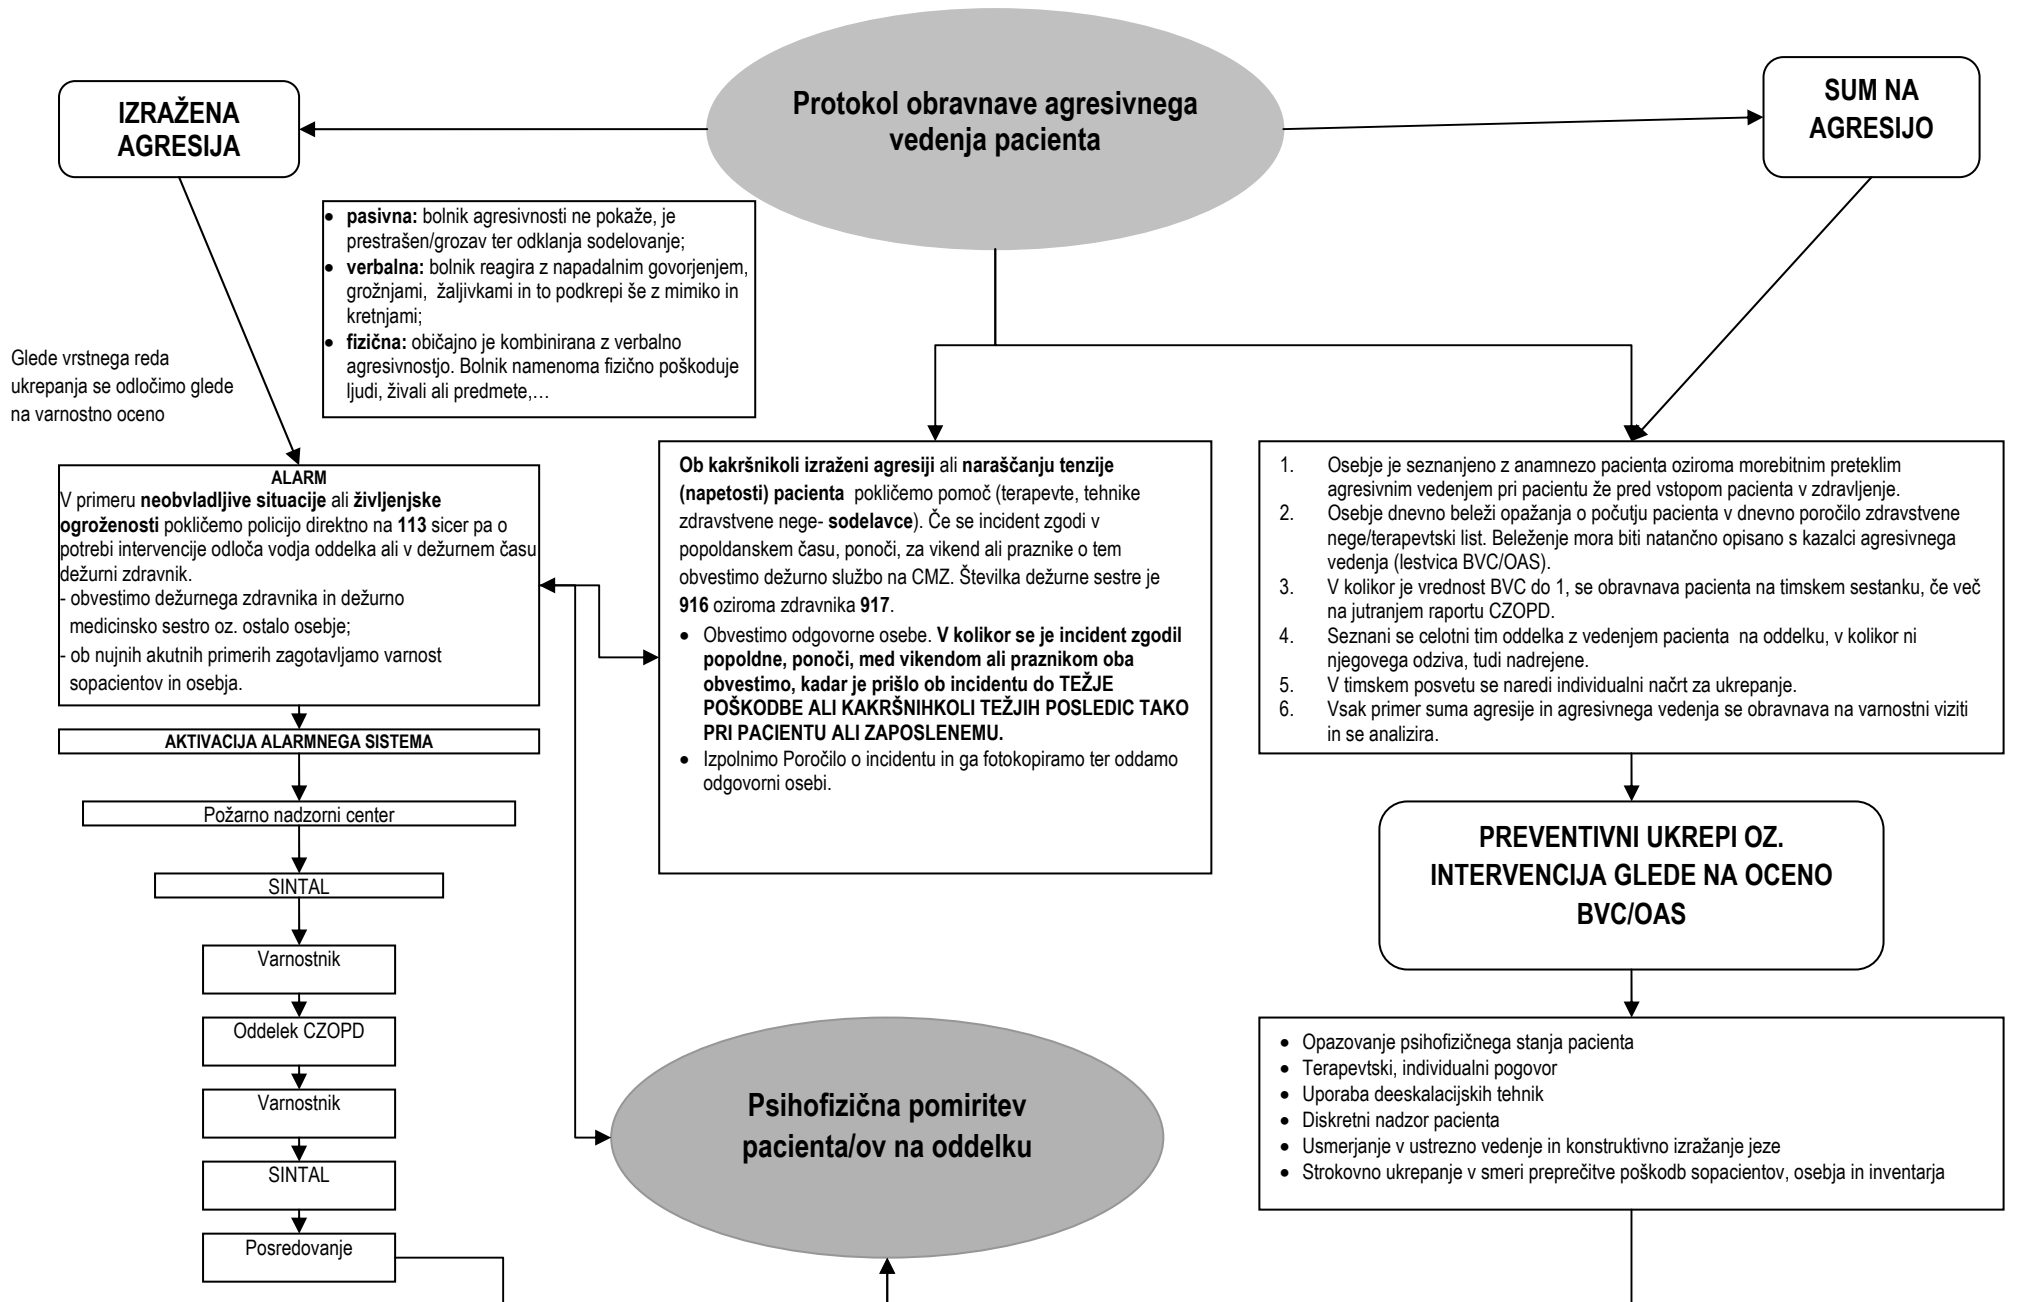 Protokol obravnave agresivnega
vedenja pacienta
IZRAŽENA
AGRESIJA
SUM NA
AGRESIJO
• pasivna: bolnik agresivnosti ne pokaže, je
prestrašen/grozav ter odklanja sodelovanje;
• verbalna: bolnik reagira z napadalnim govorjenjem,
grožnjami, žaljivkami in to podkrepi še z mimiko in
kretnjami;
• fizična: običajno je kombinirana z verbalno
agresivnostjo. Bolnik namenoma fizično poškoduje
ljudi, živali ali predmete,…
Glede vrstnega reda
ukrepanja se odločimo glede
na varnostno oceno
ALARM
V primeru neobvladljive situacije ali življenjske
ogroženosti pokličemo policijo direktno na 113 sicer pa o
potrebi intervencije odloča vodja oddelka ali v dežurnem času
dežurni zdravnik.
- obvestimo dežurnega zdravnika in dežurno
medicinsko sestro oz. ostalo osebje;
- ob nujnih akutnih primerih zagotavljamo varnost
sopacientov in osebja.
AKTIVACIJA ALARMNEGA SISTEMA
Požarno nadzorni center
SINTAL
Varnostnik
Oddelek CZOPD
Varnostnik
SINTAL
Posredovanje
Ob kakršnikoli izraženi agresiji ali naraščanju tenzije
(napetosti) pacienta pokličemo pomoč (terapevte, tehnike
zdravstvene nege- sodelavce). Če se incident zgodi v
popoldanskem času, ponoči, za vikend ali praznike o tem
obvestimo dežurno službo na CMZ. Številka dežurne sestre je
916 oziroma zdravnika 917.
• Obvestimo odgovorne osebe. V kolikor se je incident zgodil
popoldne, ponoči, med vikendom ali praznikom oba
obvestimo, kadar je prišlo ob incidentu do TEŽJE
POŠKODBE ALI KAKRŠNIHKOLI TEŽJIH POSLEDIC TAKO
PRI PACIENTU ALI ZAPOSLENEMU.
• Izpolnimo Poročilo o incidentu in ga fotokopiramo ter oddamo
odgovorni osebi.
Psihofizična pomiritev
pacienta/ov na oddelku
1. Osebje je seznanjeno z anamnezo pacienta oziroma morebitnim preteklim
agresivnim vedenjem pri pacientu že pred vstopom pacienta v zdravljenje.
2. Osebje dnevno beleži opažanja o počutju pacienta v dnevno poročilo zdravstvene
nege/terapevtski list. Beleženje mora biti natančno opisano s kazalci agresivnega
vedenja (lestvica BVC/OAS).
3. V kolikor je vrednost BVC do 1, se obravnava pacienta na timskem sestanku, če več
na jutranjem raportu CZOPD.
4. Seznani se celotni tim oddelka z vedenjem pacienta na oddelku, v kolikor ni
njegovega odziva, tudi nadrejene.
5. V timskem posvetu se naredi individualni načrt za ukrepanje.
6. Vsak primer suma agresije in agresivnega vedenja se obravnava na varnostni viziti
in se analizira.
PREVENTIVNI UKREPI OZ.
INTERVENCIJA GLEDE NA OCENO
BVC/OAS
• Opazovanje psihofizičnega stanja pacienta
• Terapevtski, individualni pogovor
• Uporaba deeskalacijskih tehnik
• Diskretni nadzor pacienta
• Usmerjanje v ustrezno vedenje in konstruktivno izražanje jeze
• Strokovno ukrepanje v smeri preprečitve poškodb sopacientov, osebja in inventarja